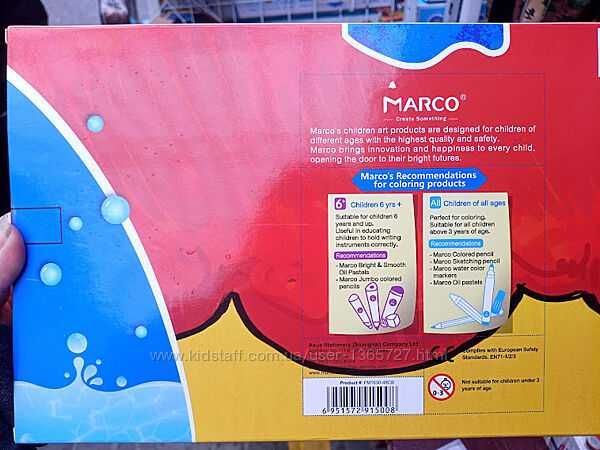 MARCO®
Create Something
Marco's children art products are designed for children of
different ages with the highest quality and safety.
Marco brings innovation and happiness to every child,
opening the door to their bright futures.
Marco's Recommendations
for coloring products
6+ Children 6 yrs +
Suitable for children 6
years and up.
Useful in educating
children to hold writing
instruments correctly.
Recommendations
- Marco Bright & Smooth
Oil Pastals
- Marco Jumbo colored
pencils
All Children of all ages
Perfect for coloring.
Suitable for all children
above 3 years of age.
Recommendations
- Marco Colored pencil
- Marco Sketching pencil
- Marco water color
markers
- Marco Oil pastels
www.kidstaff.com.ua/user-1365727.html
Company Ltd
Complies with European Safety
Standards. EN71-1/2/3
Product #:
6 951572 915008
0-3
Not suitable for children under 3
years of age.